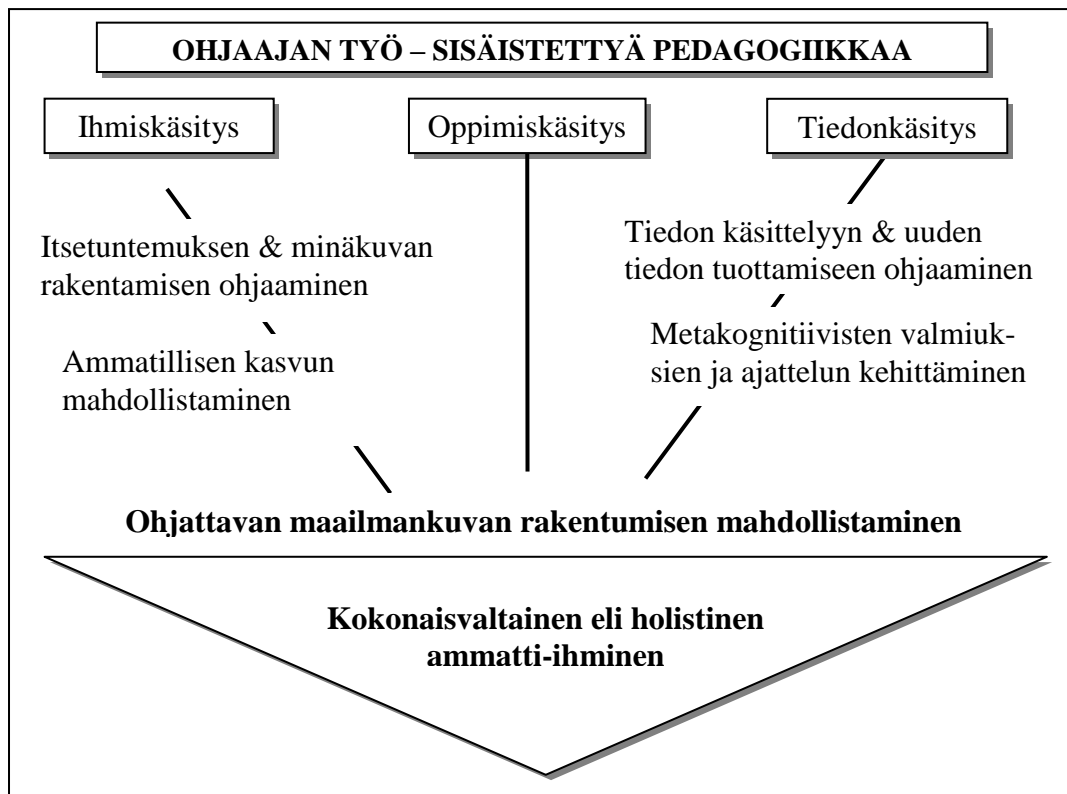 OHJAAJAN TYÖ – SISÄISTETTYÄ PEDAGOGIIKKAA
Ihmiskäsitys
Oppimiskäsitys
Tiedonkäsitys
Itsetuntemuksen & minäkuvan
rakentamisen ohjaaminen
Ammatillisen kasvun
mahdollistaminen
Tiedon käsittelyyn & uuden
tiedon tuottamiseen ohjaaminen
Metakognitiivisten valmiuk-
sien ja ajattelun kehittäminen
Ohjattavan maailmankuvan rakentumisen mahdollistaminen
Kokonaisvaltainen eli holistinen
ammatti-ihminen